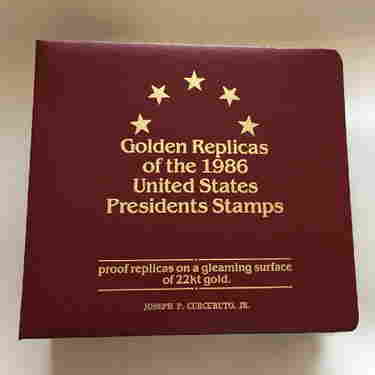 Golden Replicas
of the 1986
United States
Presidents Stamps
proof replicas on a gleaming surface
of 22kt gold.
JOSEPH P. CURCURUTO, JR.